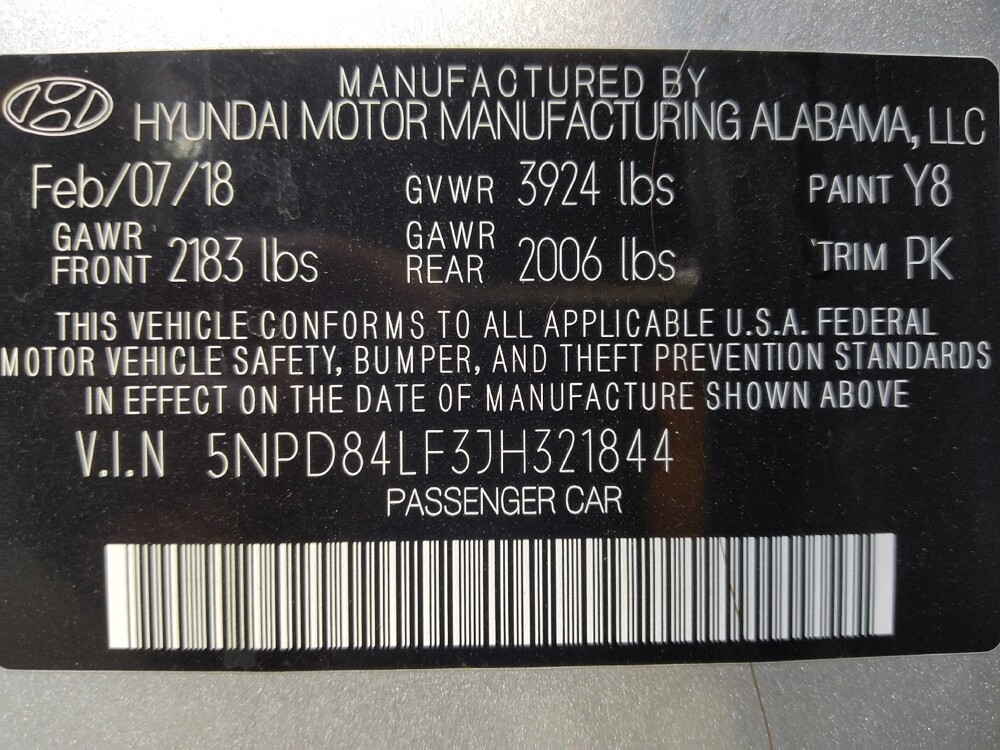 MANUFACTURED BY
HYUNDAI MOTOR MANUFACTURING ALABAMA, LLC
Feb/07/18 GVWR 3924 lbs PAINT Y8
GAWR FRONT 2183 lbs GAWR REAR 2006 lbs TRIM PK
THIS VEHICLE CONFORMS TO ALL APPLICABLE U.S.A. FEDERAL
MOTOR VEHICLE SAFETY, BUMPER, AND THEFT PREVENTION STANDARDS
IN EFFECT ON THE DATE OF MANUFACTURE SHOWN ABOVE
V.I.N 5NPD84LF3JH321844
PASSENGER CAR